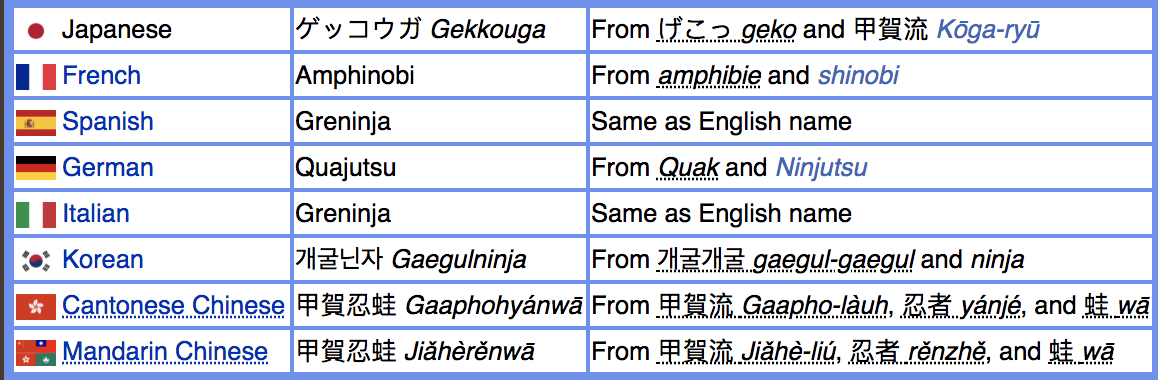 Japanese ゲッコウガ Gekkouga From げこっ geko and 甲賀流 Kōga-ryū
French Amphinobi From amphibie and shinobi
Spanish Greninja Same as English name
German Quajutsu From Quak and Ninjutsu
Italian Greninja Same as English name
Korean 개굴닌자 Gaegulninja From 개굴개굴 gaegul-gaegul and ninja
Cantonese Chinese 甲賀忍蛙 Gaaphohyánwā From 甲賀流 Gaapho-làuh, 忍者 yánjé, and 蛙 wā
Mandarin Chinese 甲賀忍蛙 Jiǎhèrěnwā From 甲賀流 Jiǎhè-liú, 忍者 rěnzhě, and 蛙 wā